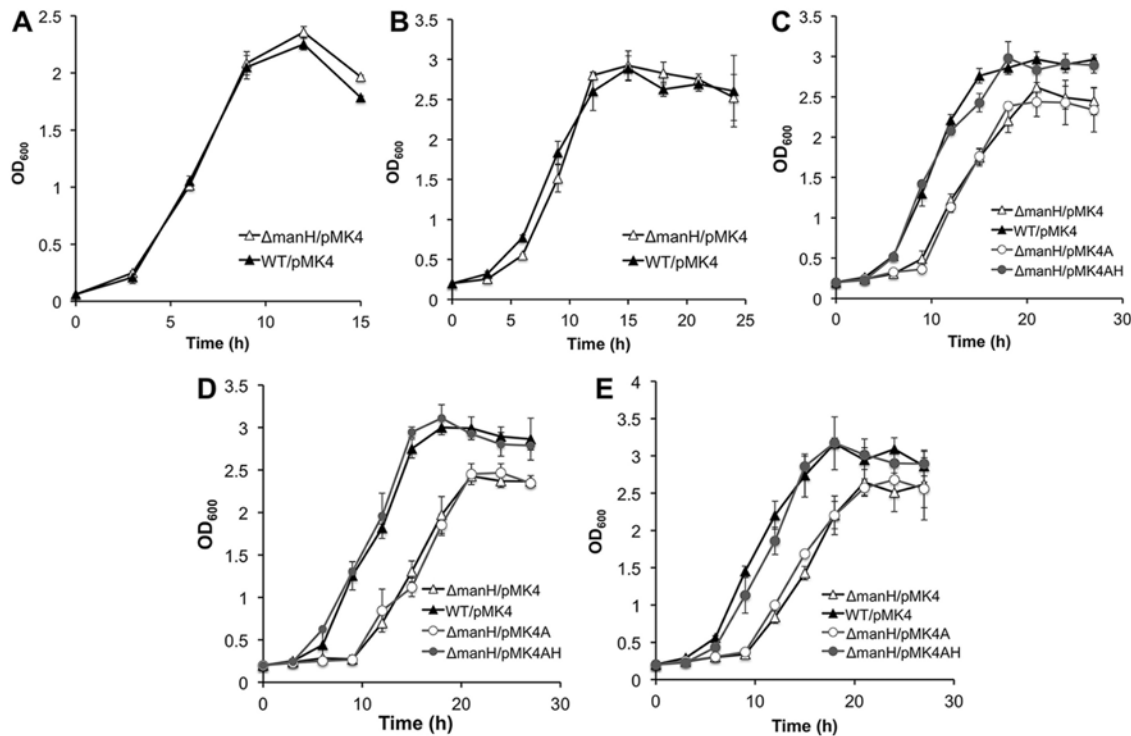 A
2.5
2
1.5
1
0.5
0
OD600
0 5 10 15
Time (h)
ΔmanH/pMK4
WT/pMK4
B
3.5
3
2.5
2
1.5
1
0.5
0
OD600
0 5 10 15 20 25
Time (h)
ΔmanH/pMK4
WT/pMK4
C
3.5
3
2.5
2
1.5
1
0.5
0
OD600
0 10 20 30
Time (h)
ΔmanH/pMK4
WT/pMK4
ΔmanH/pMK4A
ΔmanH/pMK4AH
D
3.5
3
2.5
2
1.5
1
0.5
0
OD600
0 10 20 30
Time (h)
ΔmanH/pMK4
WT/pMK4
ΔmanH/pMK4A
ΔmanH/pMK4AH
E
4
3.5
3
2.5
2
1.5
1
0.5
0
OD600
0 10 20 30
Time (h)
ΔmanH/pMK4
WT/pMK4
ΔmanH/pMK4A
ΔmanH/pMK4AH